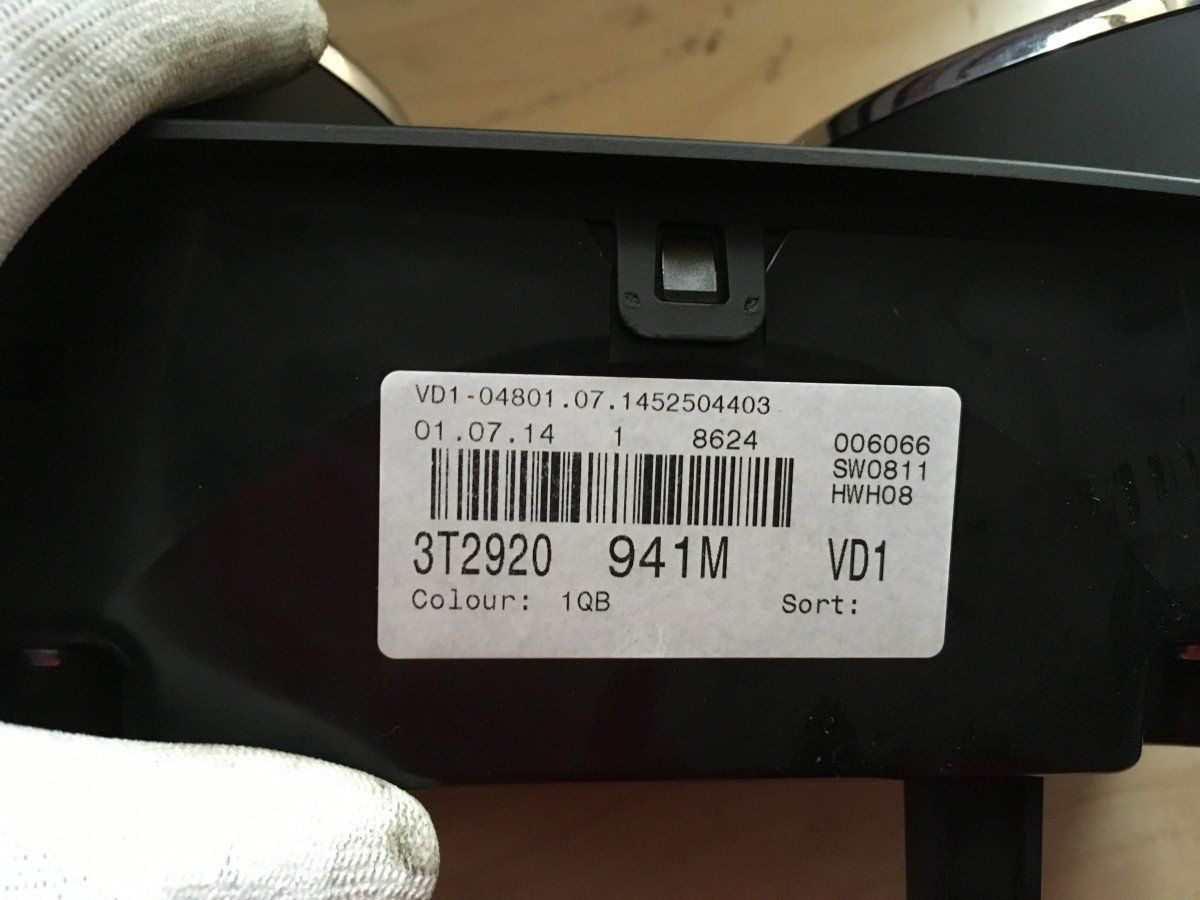 VD1-04801.07.1452504403
01.07.14 1 8624 006066
SW0811
HWH08
3T2920 941M VD1
Colour: 1QB Sort: